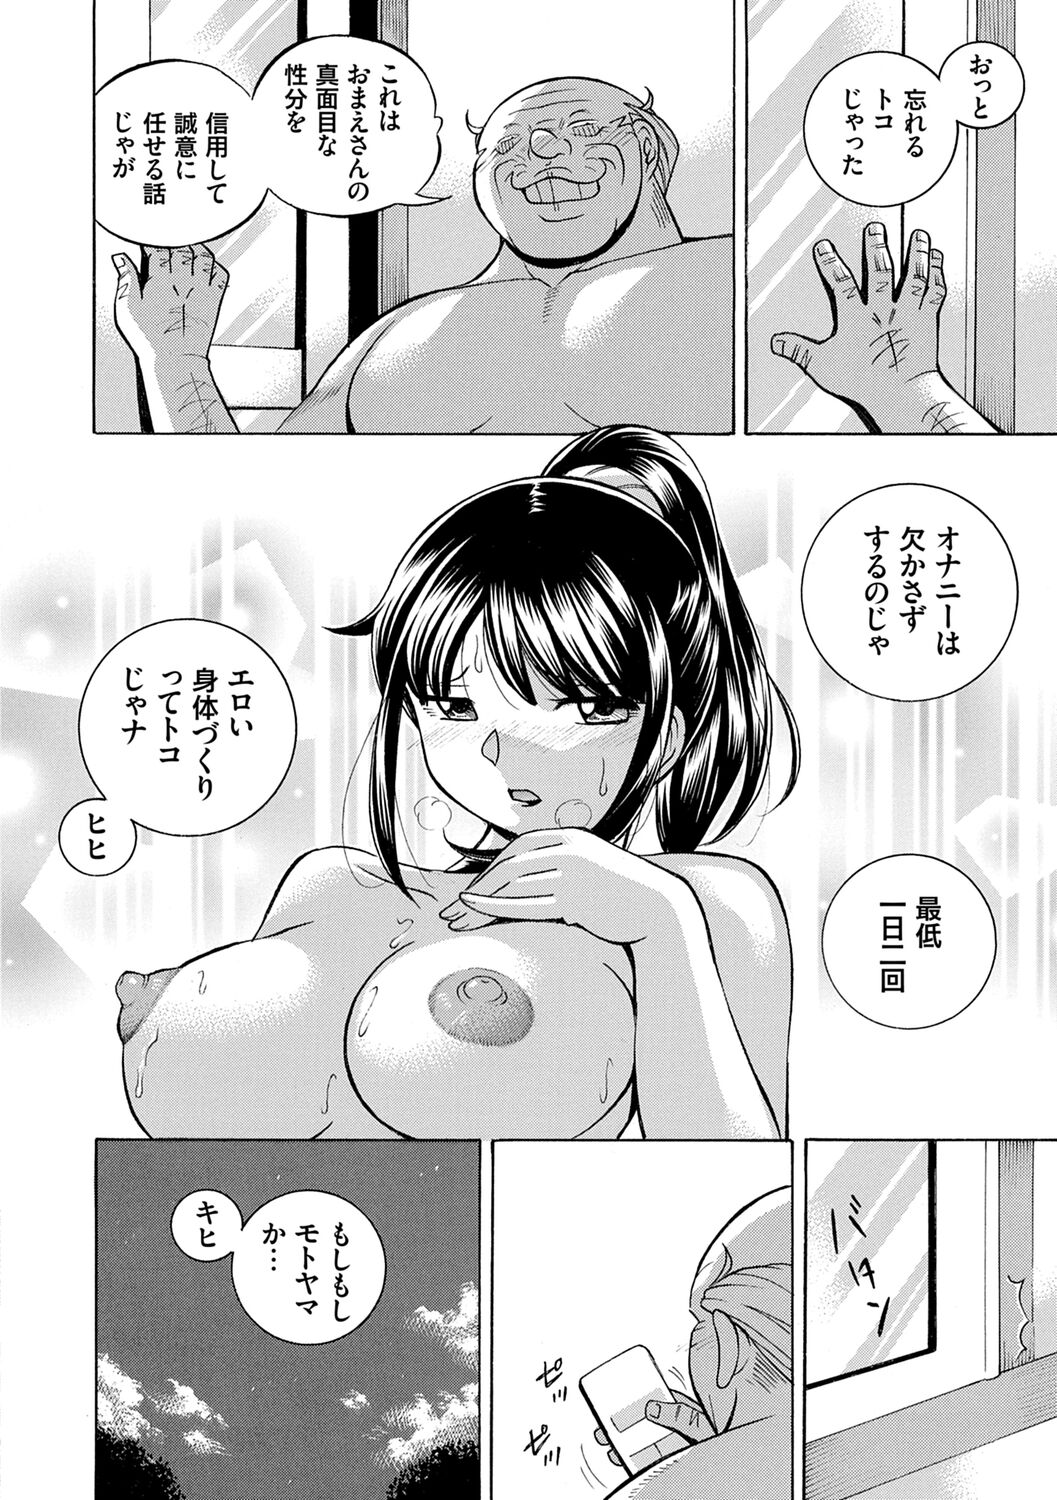 おっと
忘れる
トコ
じゃった
これは
おまえさんの
真面目な
性分を
信用して
誠意に
任せる話
じゃが
オナニーは
欠かさず
するのじゃ
最低
一日二回
エロい
身体づくり
ってトコ
じゃナ
ヒヒ
バタン
ピッ
ピッ
もしもし
モトヤマ
か…
キヒ